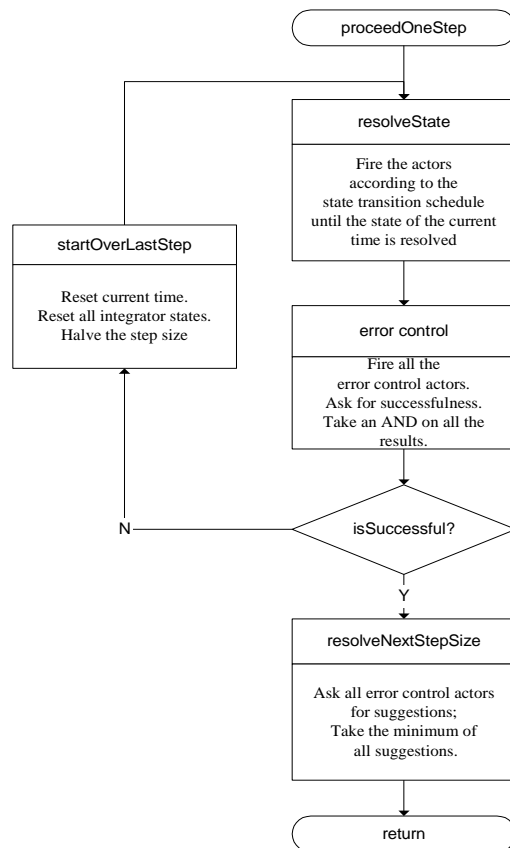 proceedOneStep
resolveState
Fire the actors
according to the
state transition schedule
until the state of the current
time is resolved
startOverLastStep
Reset current time.
Reset all integrator states.
Halve the step size
error control
Fire all the
error control actors.
Ask for successfulness.
Take an AND on all the
results.
isSuccessful?
N
Y
resolveNextStepSize
Ask all error control actors
for suggestions;
Take the minimum of
all suggestions.
return